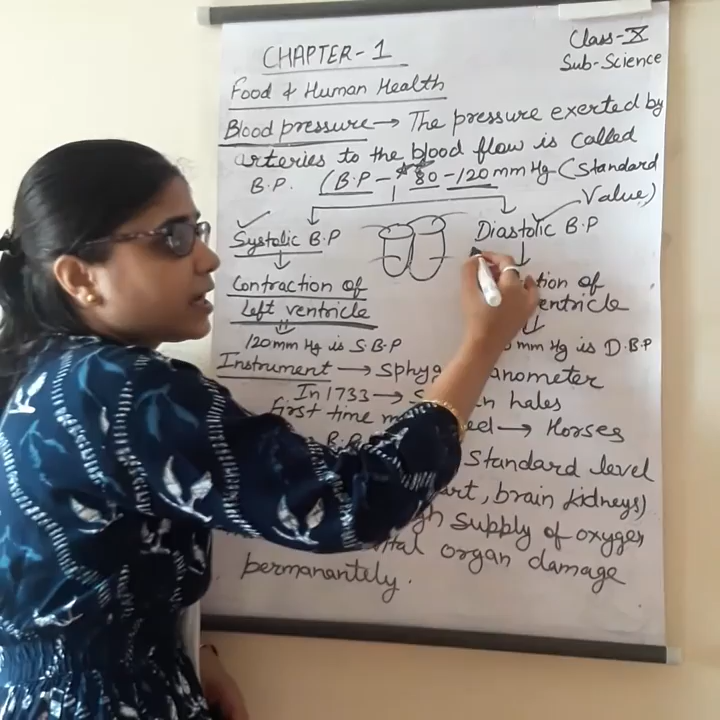 CHAPTER-1
Class-X
Sub-Science
Food & Human Health
Blood pressure → The pressure exerted by
arteries to the blood flow is called
B.P. (B.P - 80-120 mm Hg (Standard
Value)
Systolic B.P
Diastolic B.P
Contraction of
Left ventricle
120 mm Hg is S.B.P
mm Hg is D.B.P
Instrument →
In 1733 → hales
first time → Horses
Standard level
brain kidneys)
supply of oxygen
organ damage
permanantely.